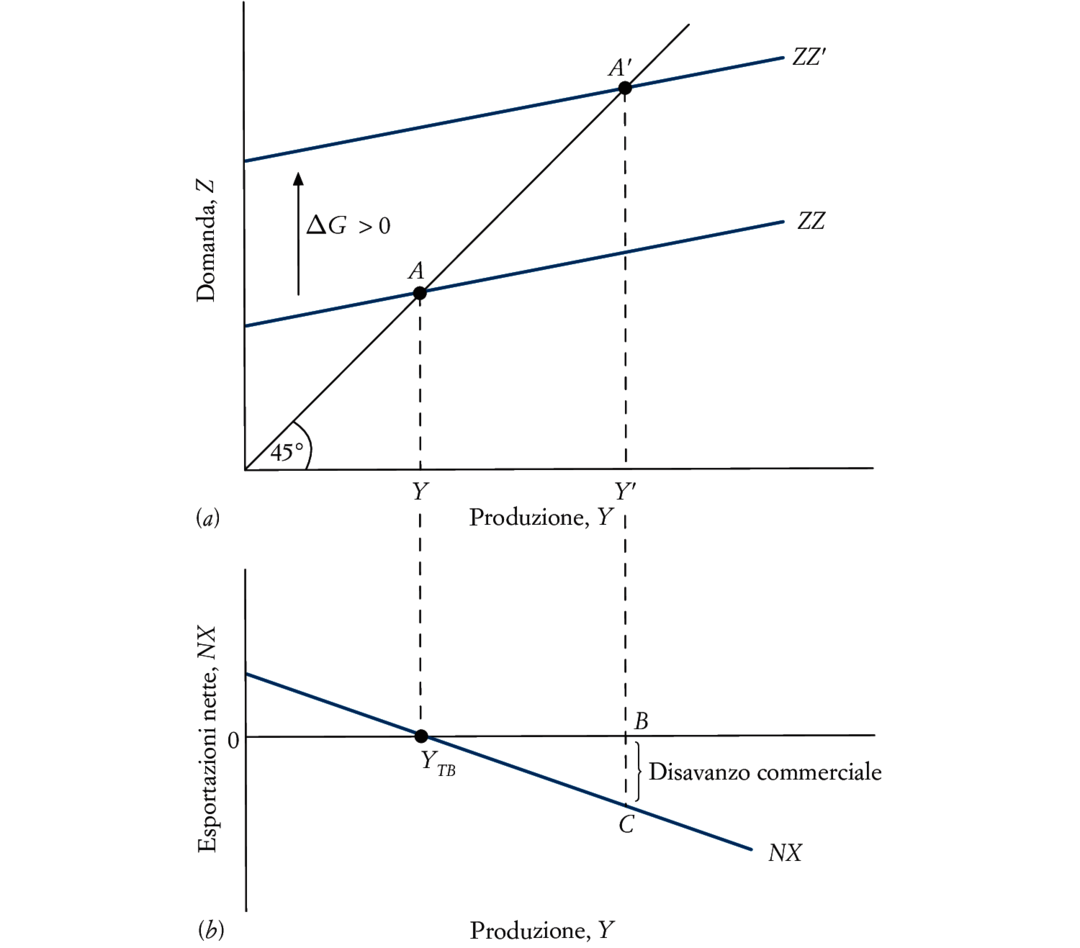 ZZ'
A'
Domanda, Z
ΔG > 0
ZZ
A
45°
Y
Y'
(a)
Produzione, Y
Esportazioni nette, NX
B
0
Y_TB
Disavanzo commerciale
C
NX
(b)
Produzione, Y